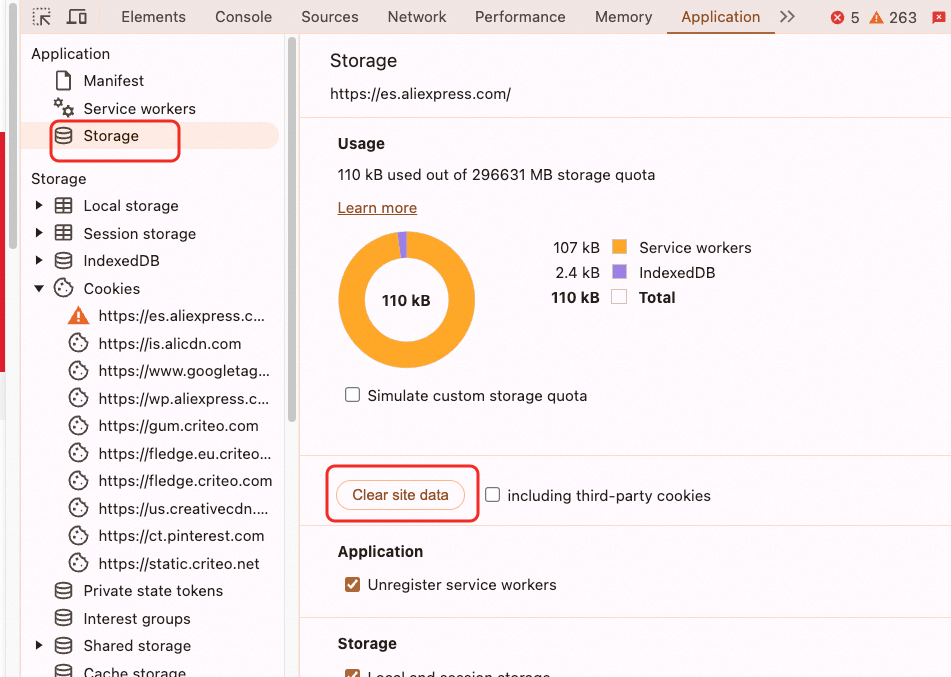 Elements Console Sources Network Performance Memory Application 5 263
Application
Manifest
Service workers
Storage
Storage
Local storage
Session storage
IndexedDB
Cookies
https://es.aliexpress.c...
https://is.alicdn.com
https://www.googletag...
https://wp.aliexpress.c...
https://gum.criteo.com
https://fledge.eu.criteo...
https://fledge.criteo.com
https://us.creativecdn....
https://ct.pinterest.com
https://static.criteo.net
Private state tokens
Interest groups
Shared storage
Cache storage
Storage
https://es.aliexpress.com/
Usage
110 kB used out of 296631 MB storage quota
Learn more
110 kB
107 kB Service workers
2.4 kB IndexedDB
110 kB Total
Simulate custom storage quota
Clear site data including third-party cookies
Application
Unregister service workers
Storage
Local and session storage